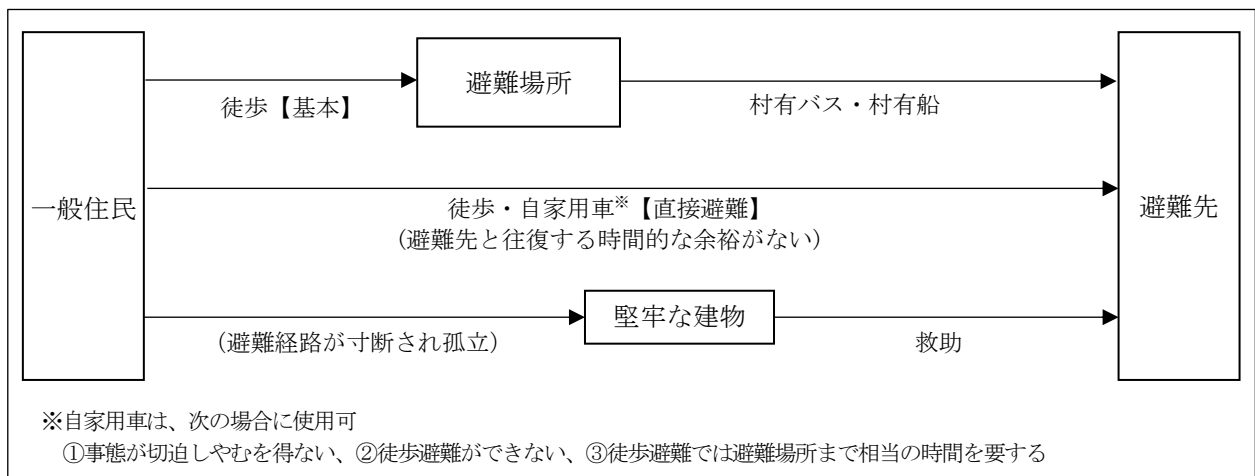 一般住民
徒歩【基本】
避難場所
村有バス・村有船
徒歩・自家用車※【直接避難】
(避難先と往復する時間的な余裕がない)
(避難経路が寸断され孤立)
堅牢な建物
救助
避難先
※自家用車は、次の場合に使用可
①事態が切迫しやむを得ない、②徒歩避難ができない、③徒歩避難では避難場所まで相当の時間を要する